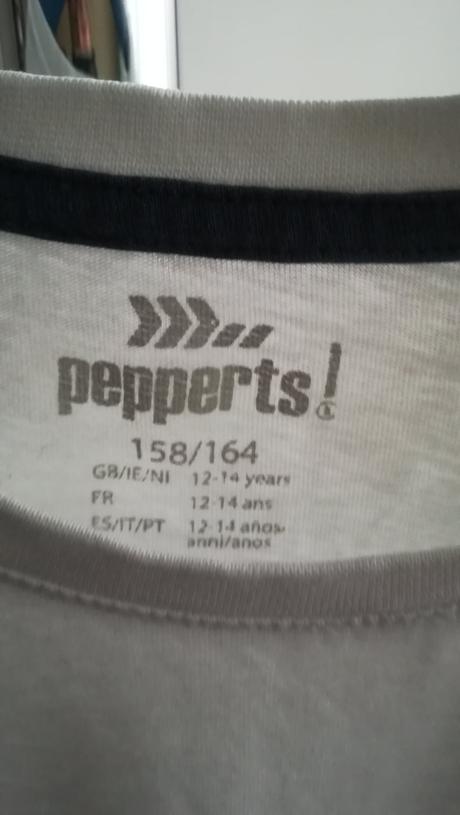 pepperts!
158/164
GB/IE/NI 12-14 years
FR 12-14 ans
ES/IT/PT 12-14 años
anni/anos